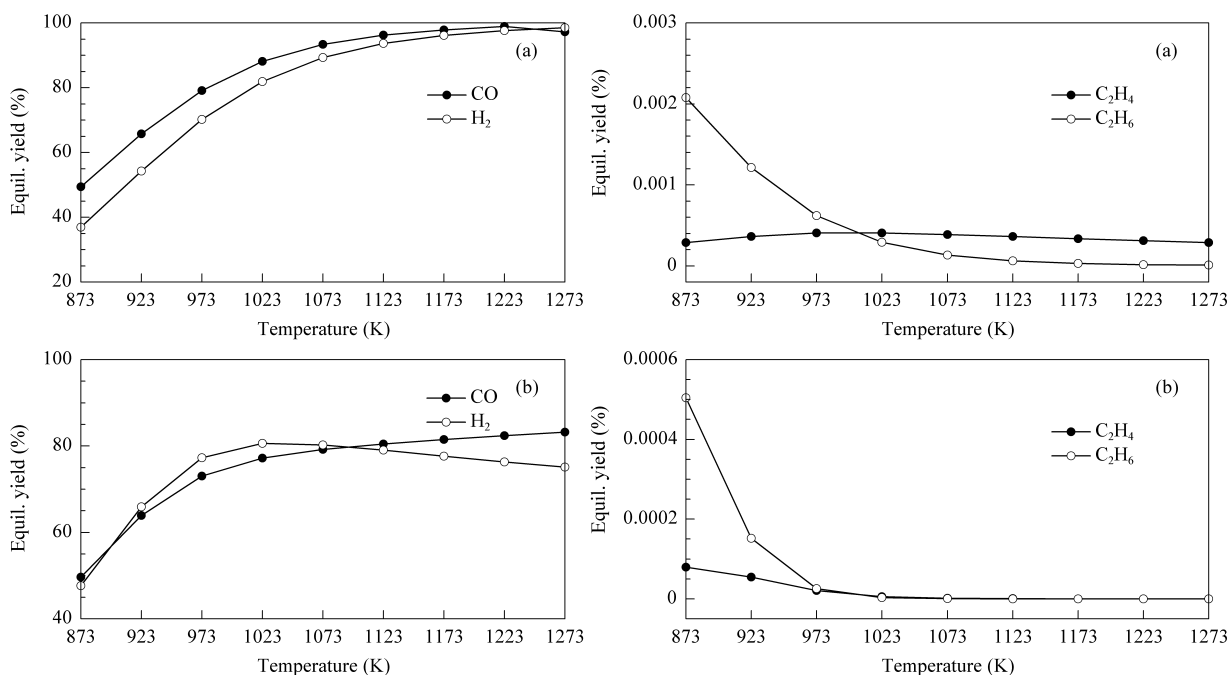 100
80
60
40
20
Equil. yield (%)
(a)
CO
H₂
873 923 973 1023 1073 1123 1173 1223 1273
Temperature (K)
0.003
0.002
0.001
0
Equil. yield (%)
(a)
C₂H₄
C₂H₆
873 923 973 1023 1073 1123 1173 1223 1273
Temperature (K)
100
80
60
40
Equil. yield (%)
(b)
CO
H₂
873 923 973 1023 1073 1123 1173 1223 1273
Temperature (K)
0.0006
0.0004
0.0002
0
Equil. yield (%)
(b)
C₂H₄
C₂H₆
873 923 973 1023 1073 1123 1173 1223 1273
Temperature (K)